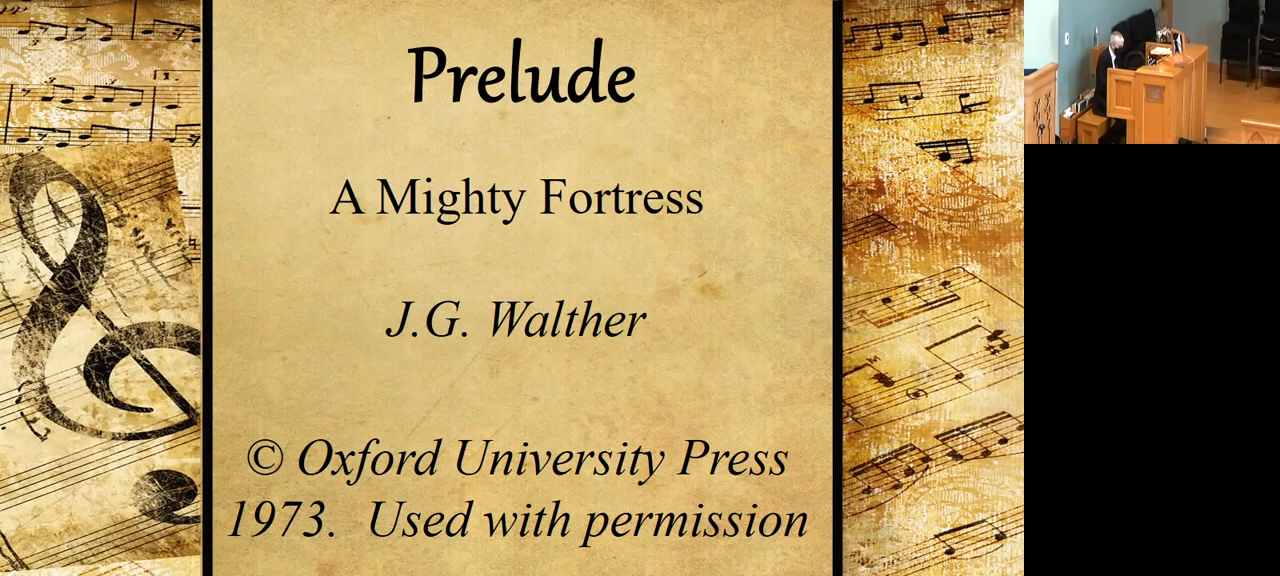 Prelude
A Mighty Fortress
J.G. Walther
© Oxford University Press
1973. Used with permission